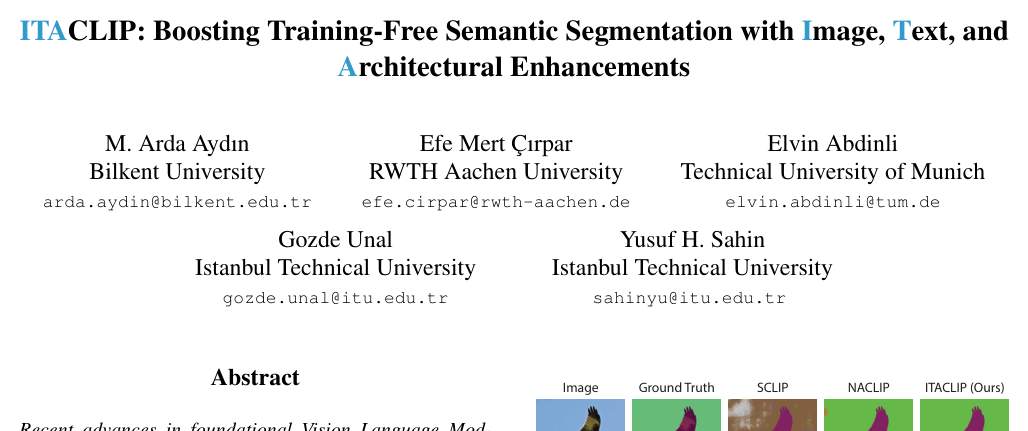 ITACLIP: Boosting Training-Free Semantic Segmentation with Image, Text, and
Architectural Enhancements
M. Arda Aydın
Bilkent University
arda.aydin@bilkent.edu.tr
Efe Mert Çırpar
RWTH Aachen University
efe.cirpar@rwth-aachen.de
Elvin Abdinli
Technical University of Munich
elvin.abdinli@tum.de
Gozde Unal
Istanbul Technical University
gozde.unal@itu.edu.tr
Yusuf H. Sahin
Istanbul Technical University
sahinyu@itu.edu.tr
Abstract
Recent advances in foundational Vision Language Mod-
Image
Ground Truth
SCLIP
NACLIP
ITACLIP (Ours)